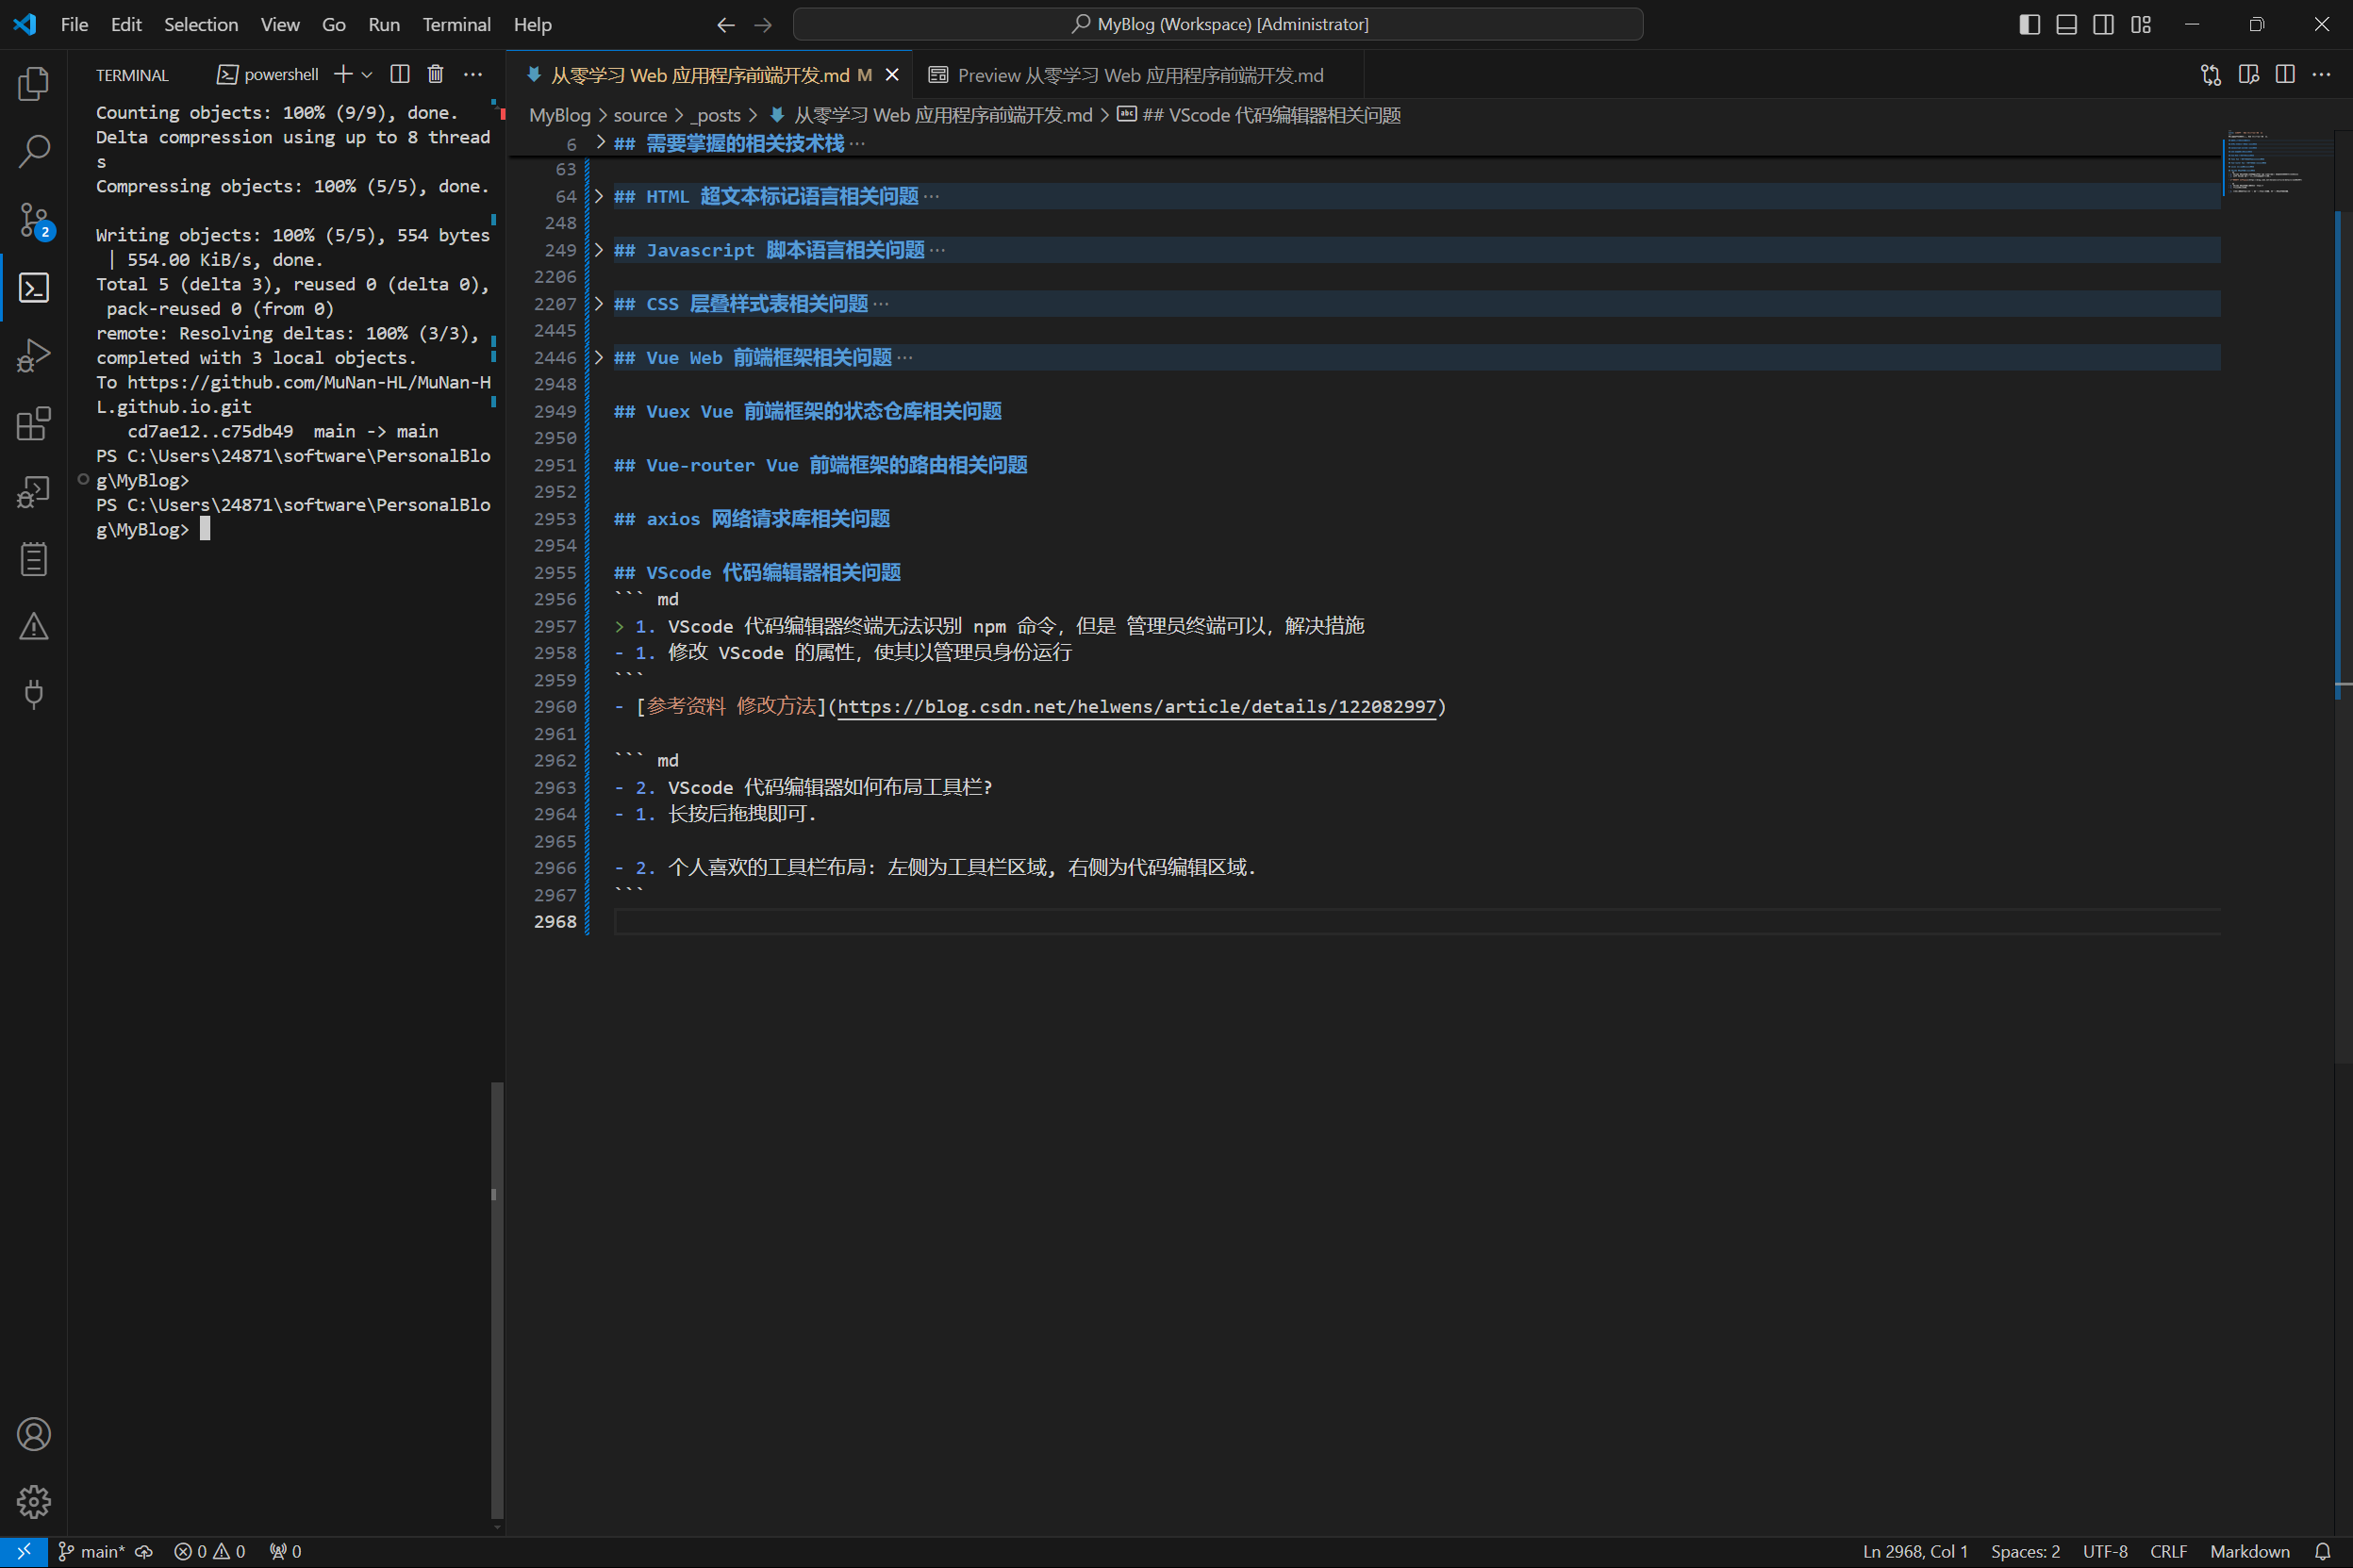 File Edit Selection View Go Run Terminal Help
MyBlog (Workspace) [Administrator]
TERMINAL
powershell
Counting objects: 100% (9/9), done.
Delta compression using up to 8 thread
s
Compressing objects: 100% (5/5), done.
Writing objects: 100% (5/5), 554 bytes
| 554.00 KiB/s, done.
Total 5 (delta 3), reused 0 (delta 0),
pack-reused 0 (from 0)
remote: Resolving deltas: 100% (3/3),
completed with 3 local objects.
To https://github.com/MuNan-HL/MuNan-H
L.github.io.git
cd7ae12..c75db49  main -> main
PS C:\Users\24871\software\PersonalBlo
g\MyBlog>
PS C:\Users\24871\software\PersonalBlo
g\MyBlog>
2
从零学习 Web 应用程序前端开发.md M
Preview 从零学习 Web 应用程序前端开发.md
MyBlog > source > _posts > 从零学习 Web 应用程序前端开发.md > abc ## VScode 代码编辑器相关问题
6 > ## 需要掌握的相关技术栈 ···
63
64 > ## HTML 超文本标记语言相关问题 ···
248
249 > ## Javascript 脚本语言相关问题 ···
2206
2207 > ## CSS 层叠样式表相关问题 ···
2445
2446 > ## Vue Web 前端框架相关问题 ···
2948
2949 ## Vuex Vue 前端框架的状态仓库相关问题
2950
2951 ## Vue-router Vue 前端框架的路由相关问题
2952
2953 ## axios 网络请求库相关问题
2954
2955 ## VScode 代码编辑器相关问题
2956 ``` md
2957 > 1. VScode 代码编辑器终端无法识别 npm 命令，但是 管理员终端可以，解决措施
2958 - 1. 修改 VScode 的属性，使其以管理员身份运行
2959 ```
2960 - [参考资料 修改方法](https://blog.csdn.net/helwens/article/details/122082997)
2961
2962 ``` md
2963 - 2. VScode 代码编辑器如何布局工具栏?
2964 - 1. 长按后拖拽即可.
2965
2966 - 2. 个人喜欢的工具栏布局: 左侧为工具栏区域, 右侧为代码编辑区域.
2967 ```
2968
main* 0 0 0
Ln 2968, Col 1 Spaces: 2 UTF-8 CRLF Markdown